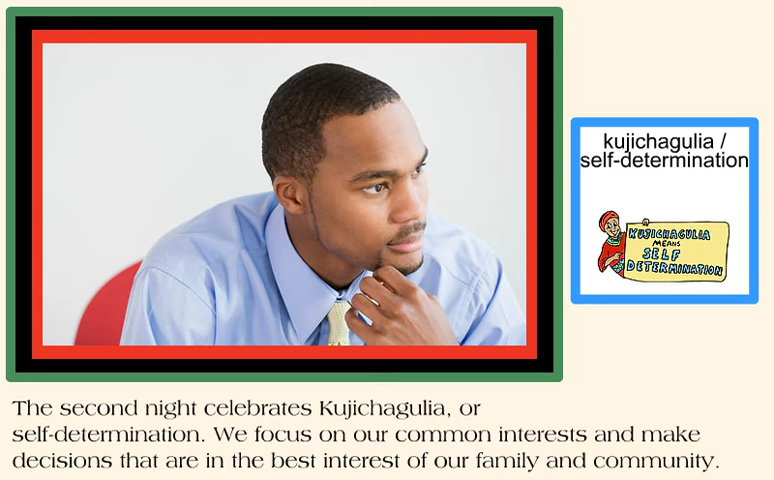 kujichagulia /
self-determination
KUJICHAGULIA
MEANS
SELF
DETERMINATION
The second night celebrates Kujichagulia, or
self-determination. We focus on our common interests and make
decisions that are in the best interest of our family and community.